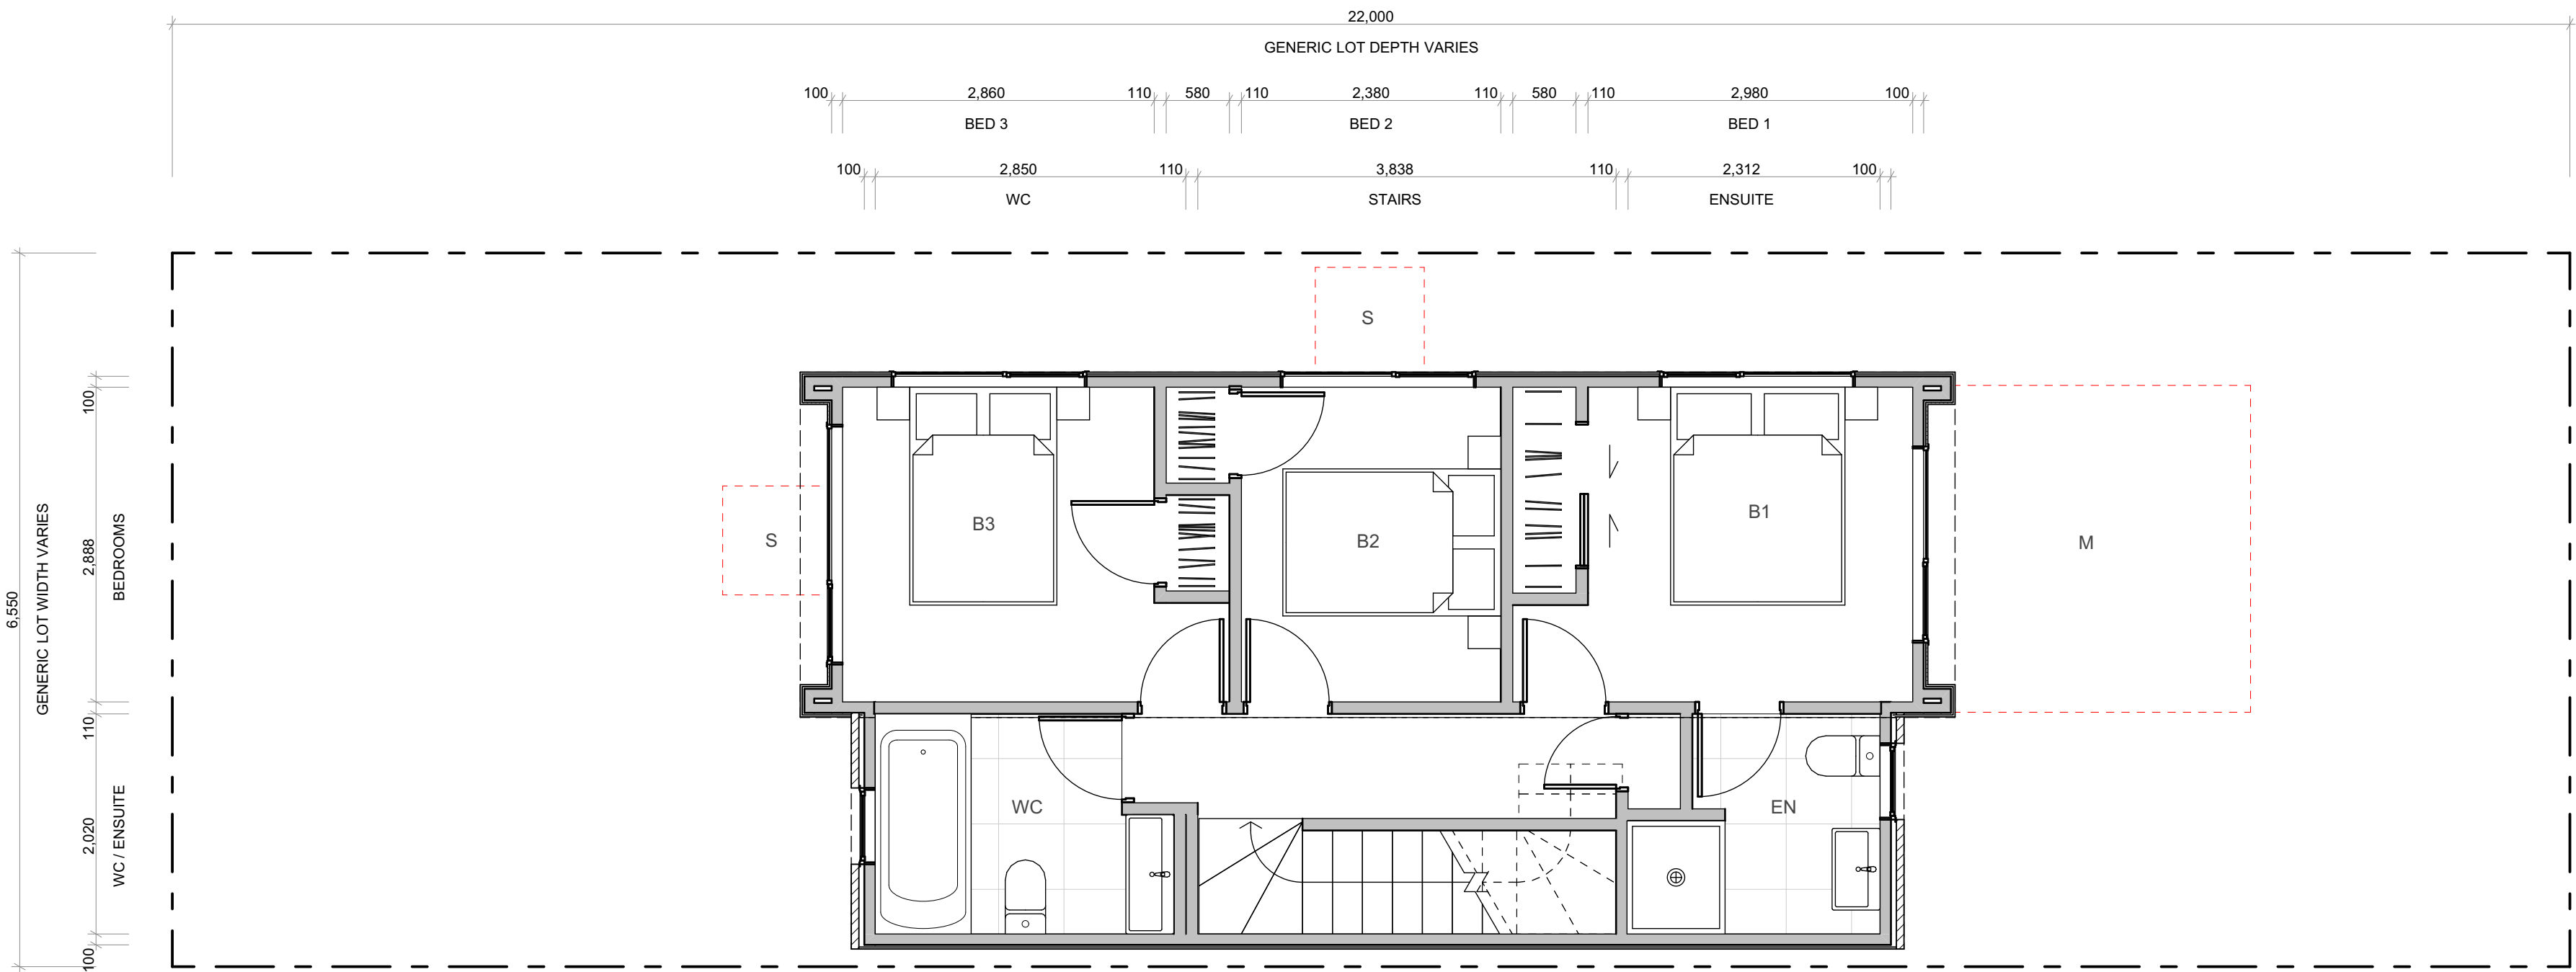 22,000
GENERIC LOT DEPTH VARIES
100 2,860 110 580 110 2,380 110 580 110 2,980 100
BED 3 BED 2 BED 1
100 2,850 110 3,838 110 2,312 100
WC STAIRS ENSUITE
6,550
GENERIC LOT WIDTH VARIES
100
2,888
BEDROOMS
110
2,020
WC / ENSUITE
100
S
S
B3
B2
B1
M
WC
EN